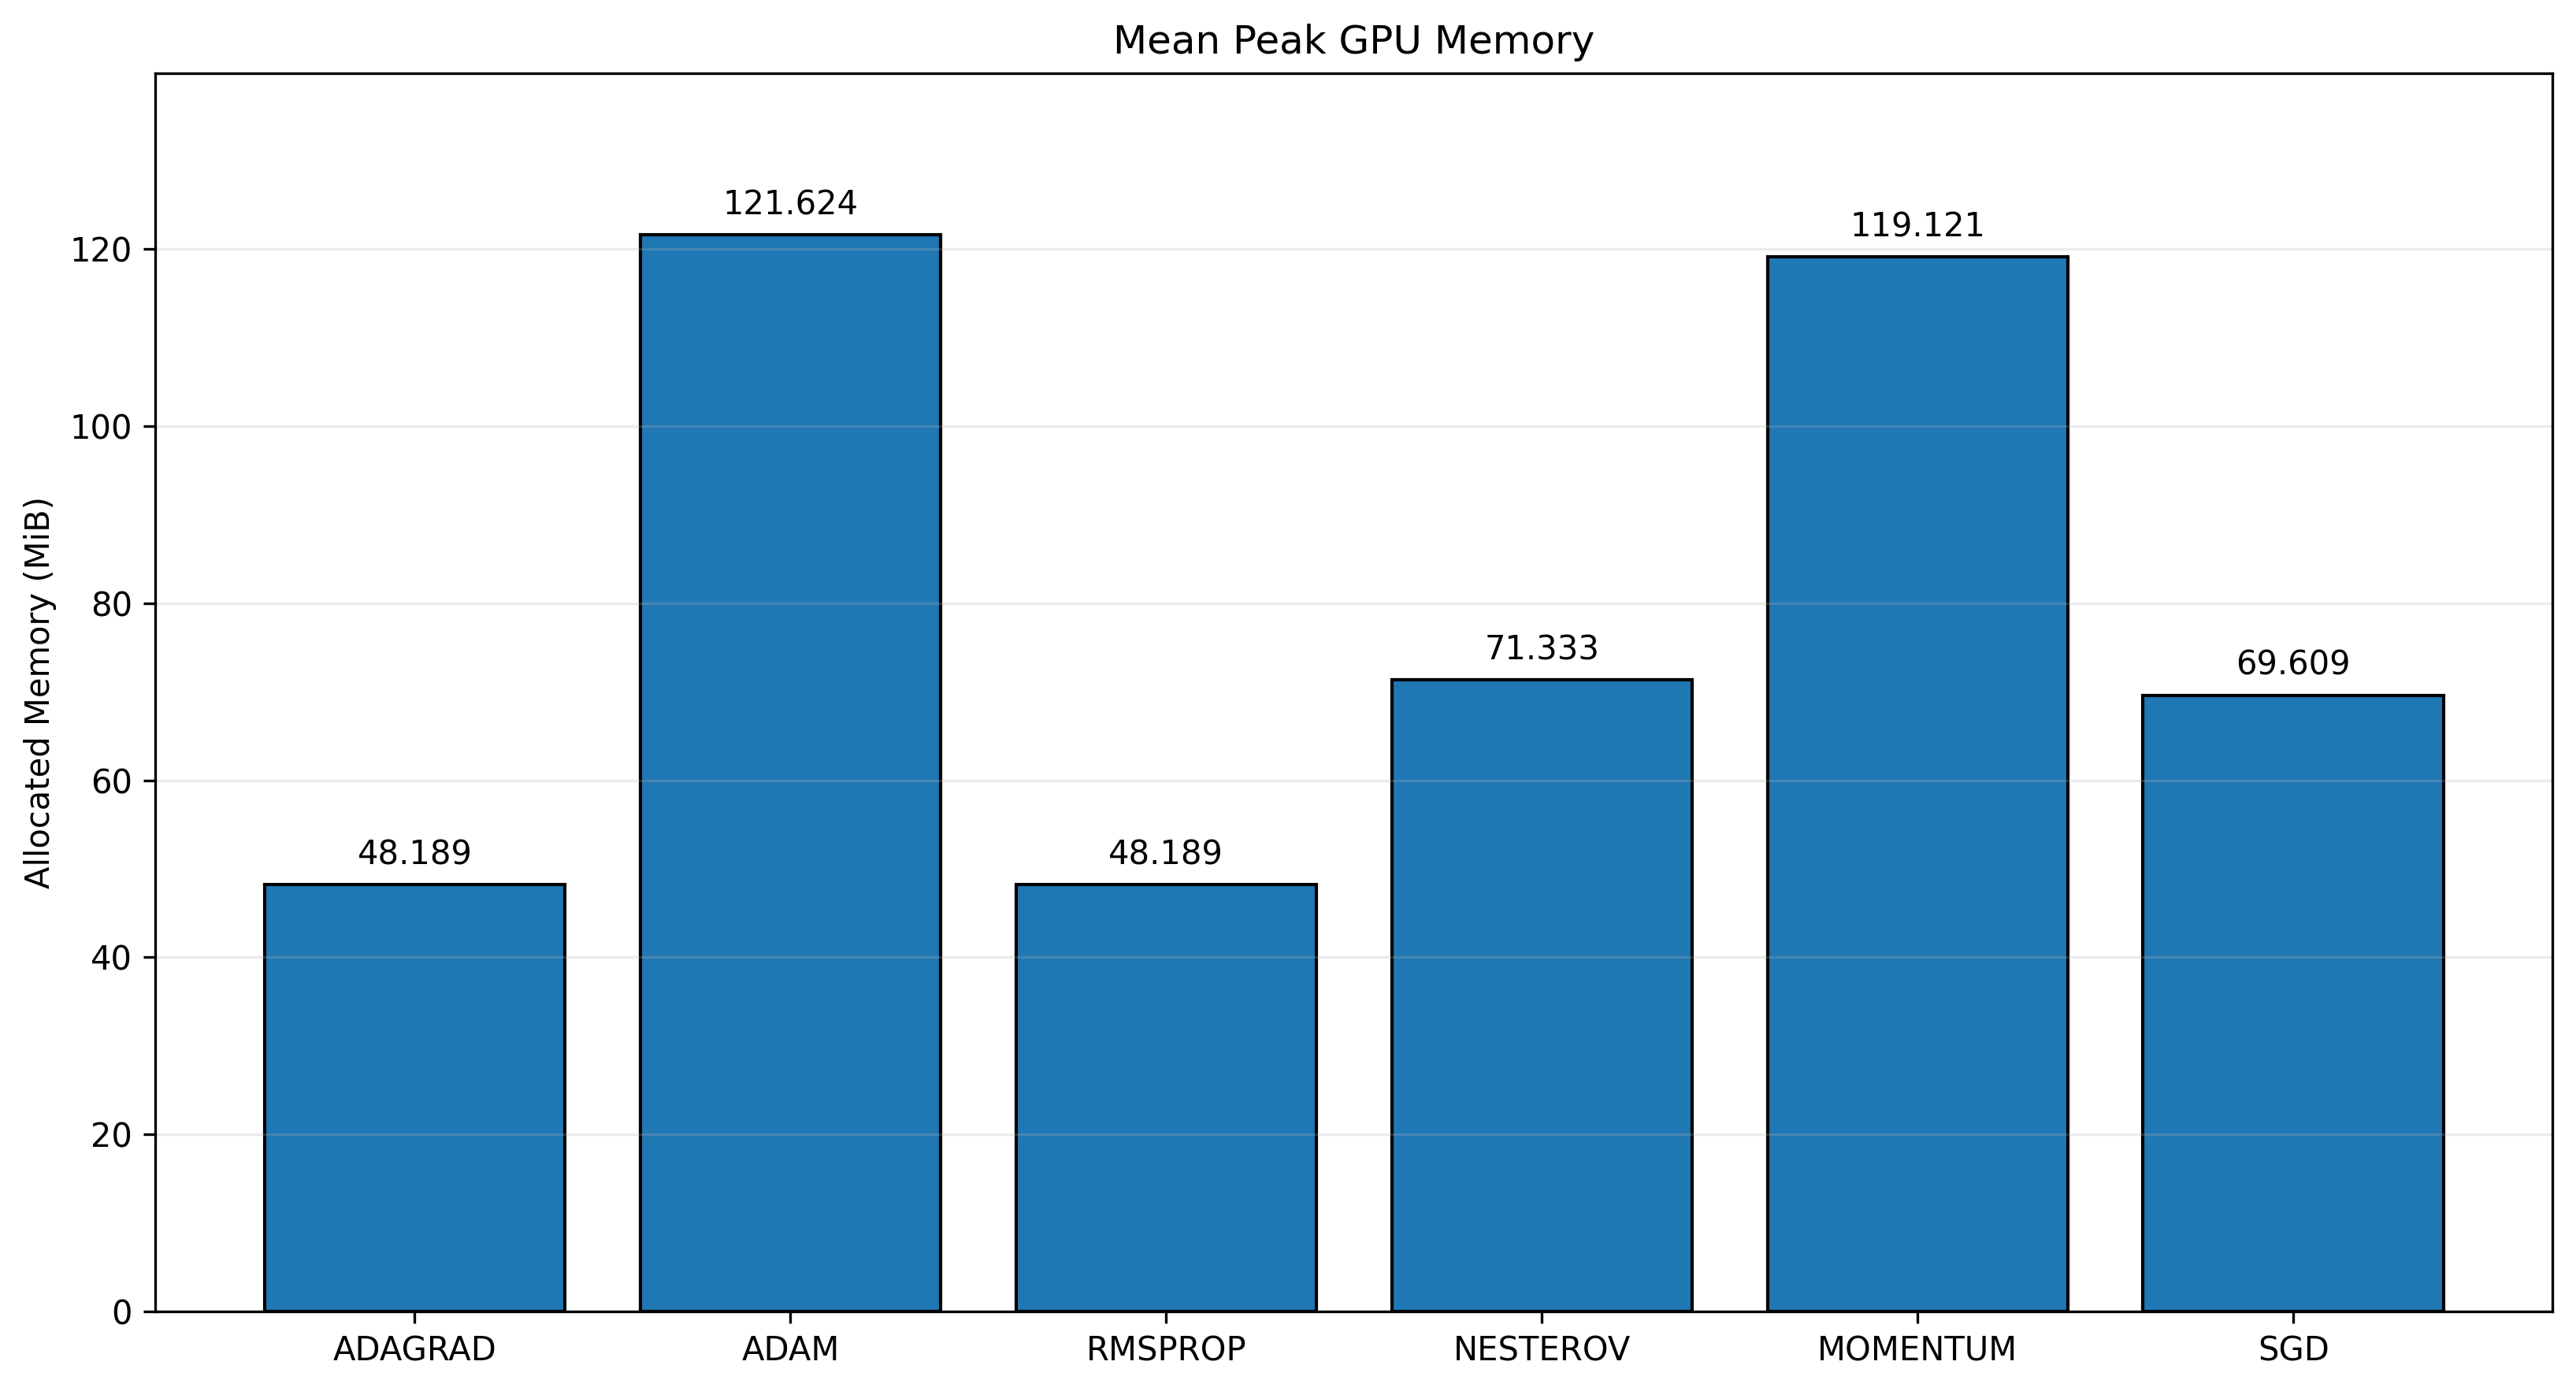 Mean Peak GPU Memory
Allocated Memory (MiB)
120
100
80
60
40
20
0
48.189
121.624
48.189
71.333
119.121
69.609
ADAGRAD
ADAM
RMSPROP
NESTEROV
MOMENTUM
SGD